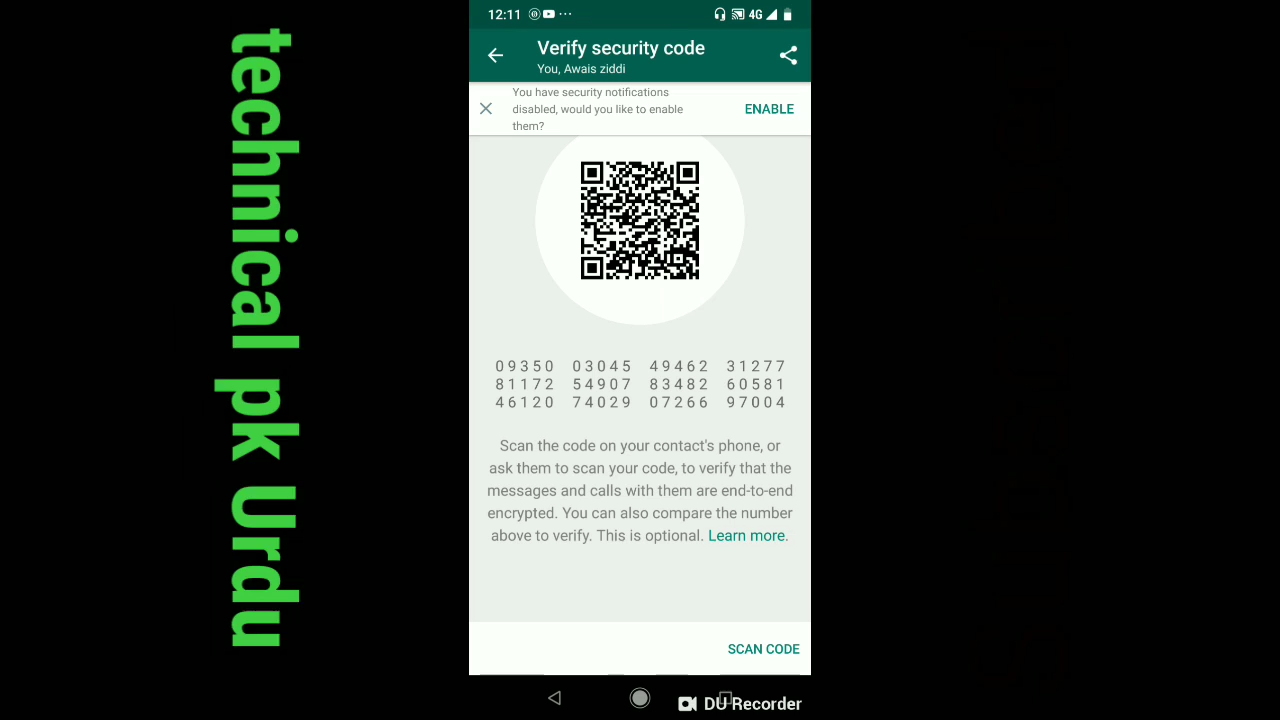 technical pk Urdu
12:11
4G
Verify security code
You, Awais ziddi
You have security notifications
disabled, would you like to enable
them?
ENABLE
09350 03045 49462 31277
81172 54907 83482 60581
46120 74029 07266 97004
Scan the code on your contact's phone, or
ask them to scan your code, to verify that the
messages and calls with them are end-to-end
encrypted. You can also compare the number
above to verify. This is optional. Learn more.
SCAN CODE
DU Recorder